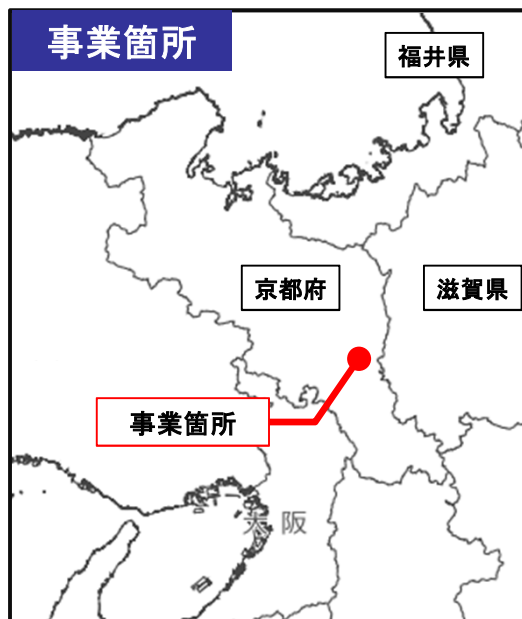 事業箇所
福井県
京都府
滋賀県
事業箇所
大阪